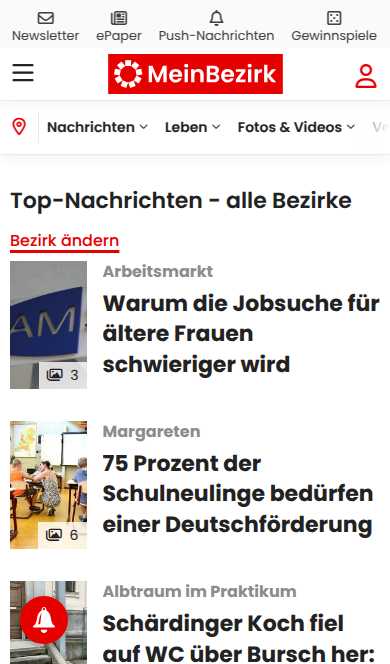 Newsletter ePaper Push-Nachrichten Gewinnspiele
MeinBezirk
Nachrichten Leben Fotos & Videos Ve
Top-Nachrichten - alle Bezirke
Bezirk ändern
AM
3
Arbeitsmarkt
Warum die Jobsuche für
ältere Frauen
schwieriger wird
6
Margareten
75 Prozent der
Schulneulinge bedürfen
einer Deutschförderung
Albtraum im Praktikum
Schärdinger Koch fiel
auf WC über Bursch her: